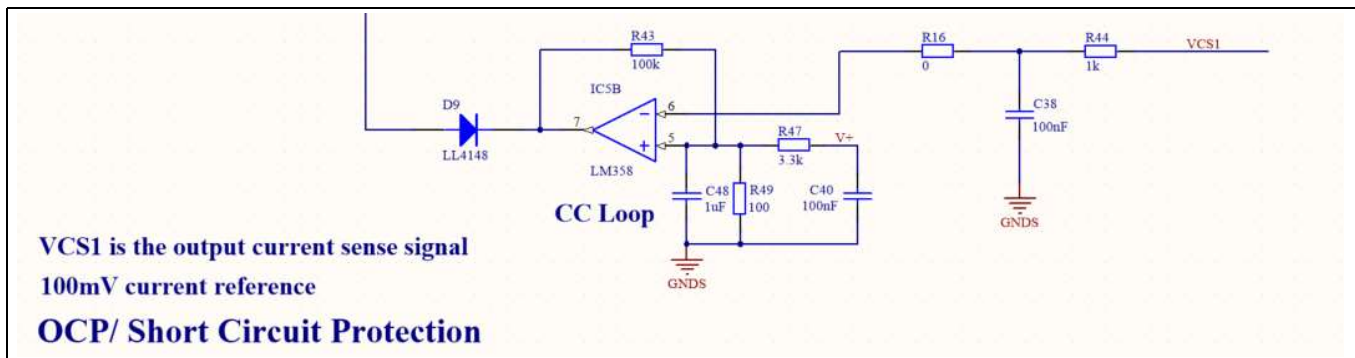 R43
100k
R16
0
R44
1k
VCS1
IC5B
D9
LL4148
7
6
5
LM358
R47
3.3k
V+
C38
100nF
C48
1uF
R49
100
C40
100nF
GNDS
CC Loop
GNDS
VCS1 is the output current sense signal
100mV current reference
OCP/ Short Circuit Protection